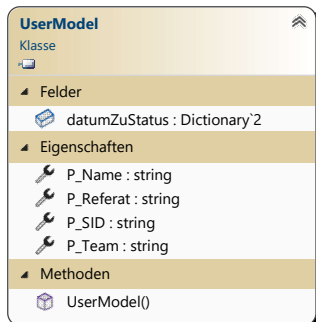 UserModel
Klasse
Felder
datumZuStatus : Dictionary`2
Eigenschaften
P_Name : string
P_Referat : string
P_SID : string
P_Team : string
Methoden
UserModel()